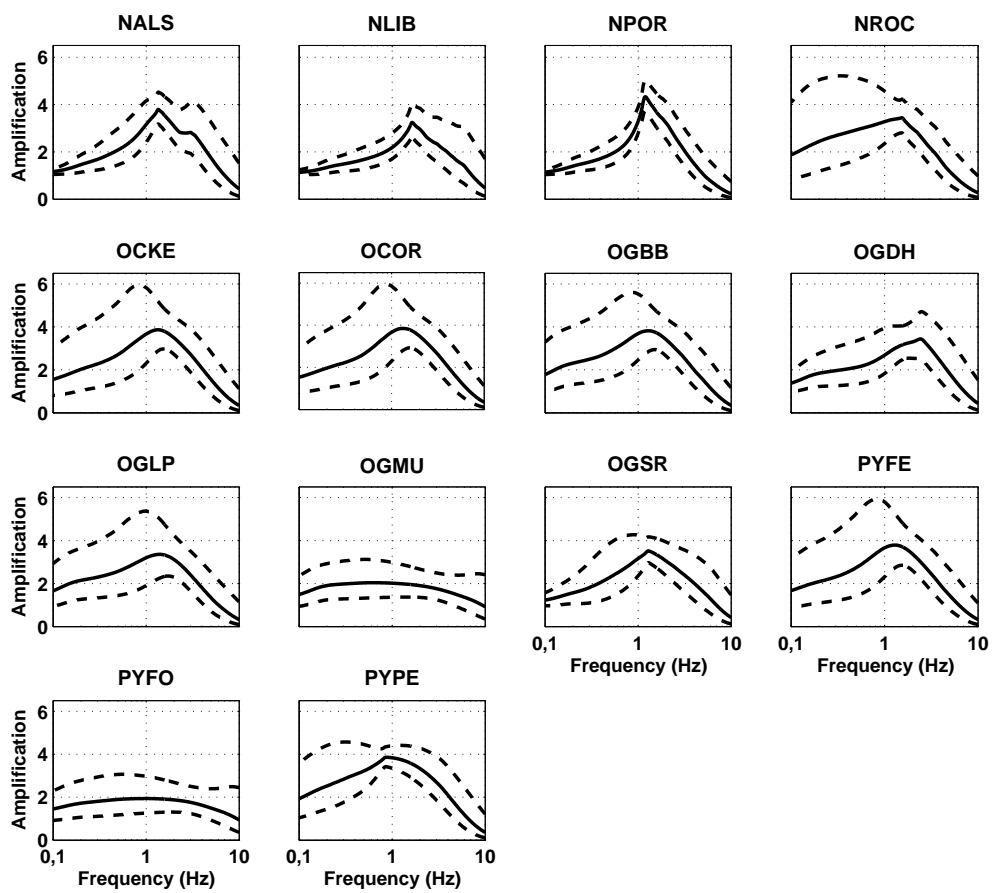 NALS NLIB NPOR NROC
Amplification
6
4
2
0
OCKE OCOR OGBB OGDH
Amplification
6
4
2
0
OGLP OGMU OGSR PYFE
Amplification
6
4
2
0
0,1 1 10 0,1 1 10
Frequency (Hz) Frequency (Hz)
PYFO PYPE
Amplification
6
4
2
0
0,1 1 10 0,1 1 10
Frequency (Hz) Frequency (Hz)